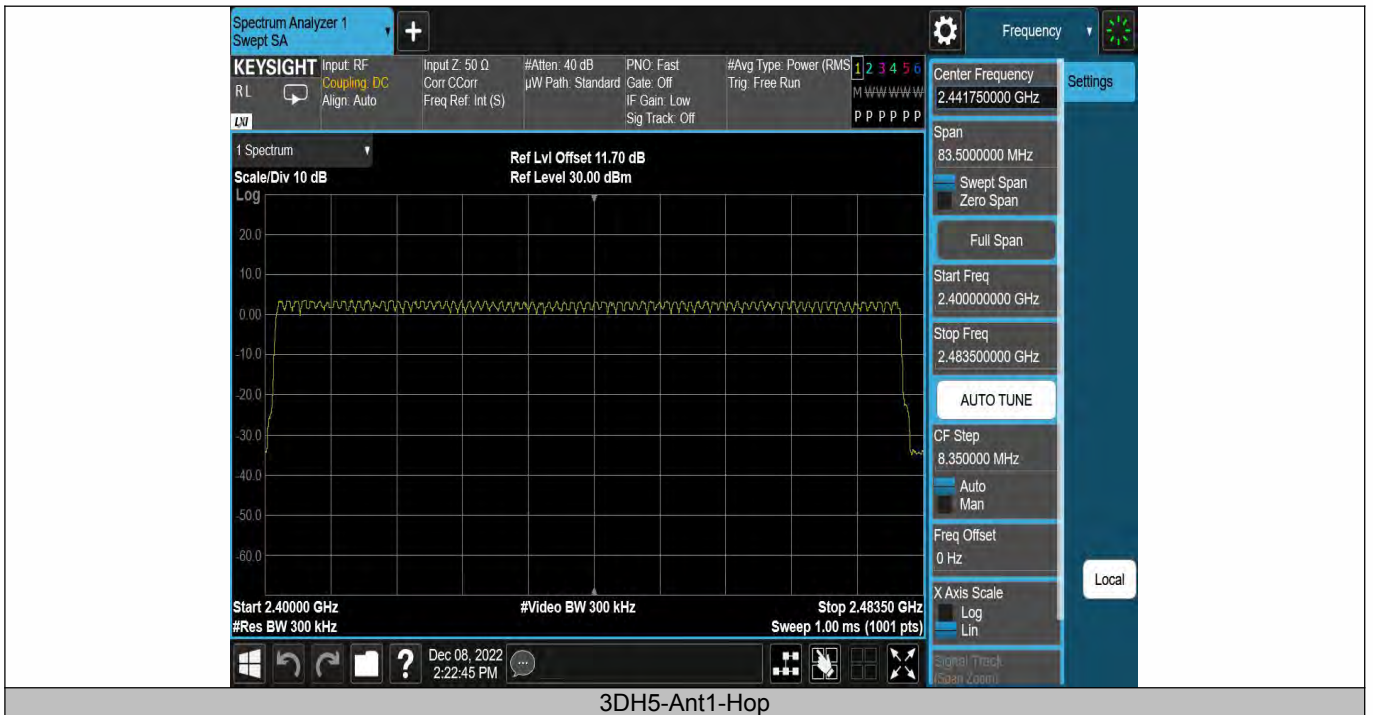 Spectrum Analyzer 1
Swept SA
+
Frequency
KEYSIGHT
RL
LXI
Input: RF
Coupling: DC
Align: Auto
Input Z: 50 Ω
Corr CCorr
Freq Ref: Int (S)
#Atten: 40 dB
µW Path: Standard
PNO: Fast
Gate: Off
IF Gain: Low
Sig Track: Off
#Avg Type: Power (RMS
Trig: Free Run
1 2 3 4 5 6
M W W W W W
P P P P P P
1 Spectrum
Scale/Div 10 dB
Ref Lvl Offset 11.70 dB
Ref Level 30.00 dBm
Log
20.0
10.0
0.00
-10.0
-20.0
-30.0
-40.0
-50.0
-60.0
Start 2.40000 GHz
#Res BW 300 kHz
#Video BW 300 kHz
Stop 2.48350 GHz
Sweep 1.00 ms (1001 pts)
Center Frequency
2.441750000 GHz
Settings
Span
83.5000000 MHz
Swept Span
Zero Span
Full Span
Start Freq
2.400000000 GHz
Stop Freq
2.483500000 GHz
AUTO TUNE
CF Step
8.350000 MHz
Auto
Man
Freq Offset
0 Hz
X Axis Scale
Log
Lin
Signal Track
(Span Zoom)
Local
?
Dec 08, 2022
2:22:45 PM
3DH5-Ant1-Hop